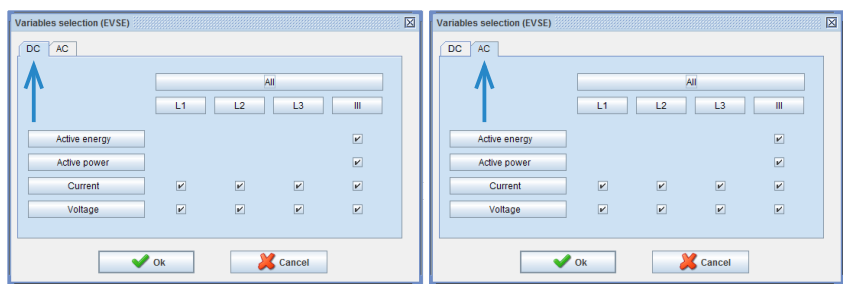 Variables selection (EVSE)
DC AC
All
L1 L2 L3 III
Active energy
Active power
Current
Voltage
Ok Cancel
Variables selection (EVSE)
DC AC
All
L1 L2 L3 III
Active energy
Active power
Current
Voltage
Ok Cancel